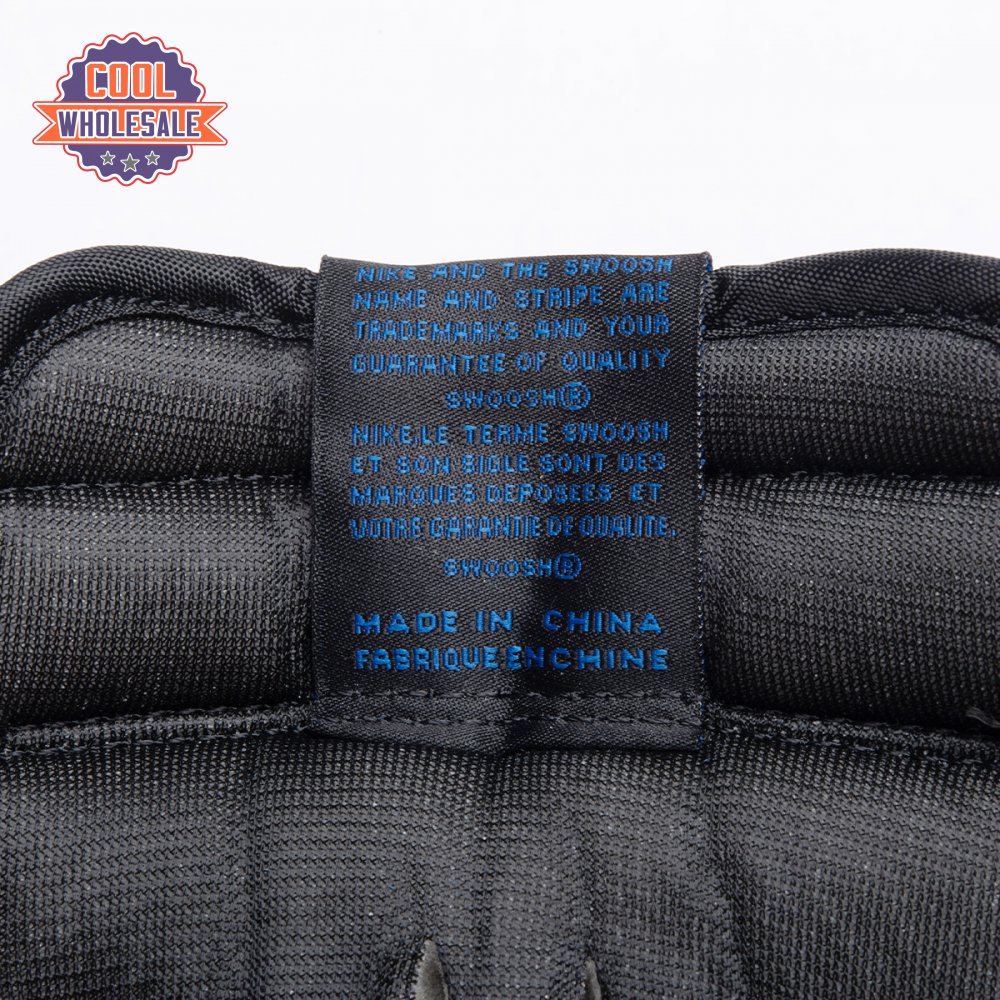 COOL
WHOLESALE
NIKE AND THE SWOOSH
NAME AND STRIPE ARE
TRADEMARKS AND YOUR
GUARANTEE OF QUALITY
SWOOSH®
NIKE,LE TERME SWOOSH
ET SON SIGLE SONT DES
MARQUES DEPOSEES ET
VOTRE GARANTIE DE QUALITE.
SWOOSH®
MADE IN CHINA
FABRIQUE EN CHINE